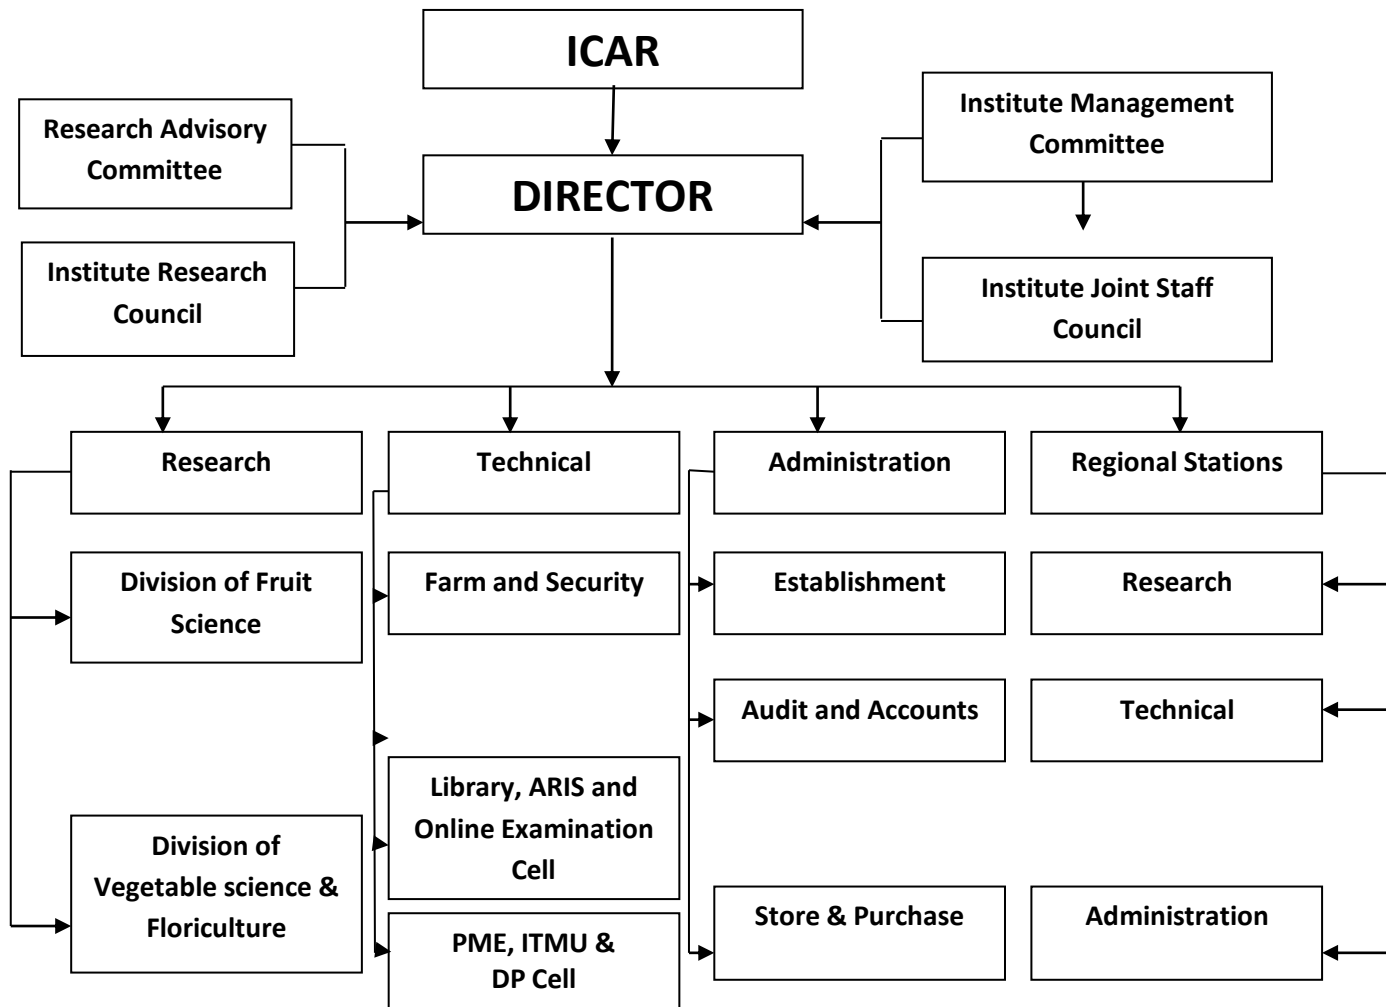 ICAR
Research Advisory
Committee
Institute Management
Committee
DIRECTOR
Institute Research
Council
Institute Joint Staff
Council
Research
Technical
Administration
Regional Stations
Division of Fruit
Science
Farm and Security
Establishment
Research
Audit and Accounts
Technical
Library, ARIS and
Online Examination
Cell
Division of
Vegetable science &
Floriculture
Store & Purchase
Administration
PME, ITMU &
DP Cell